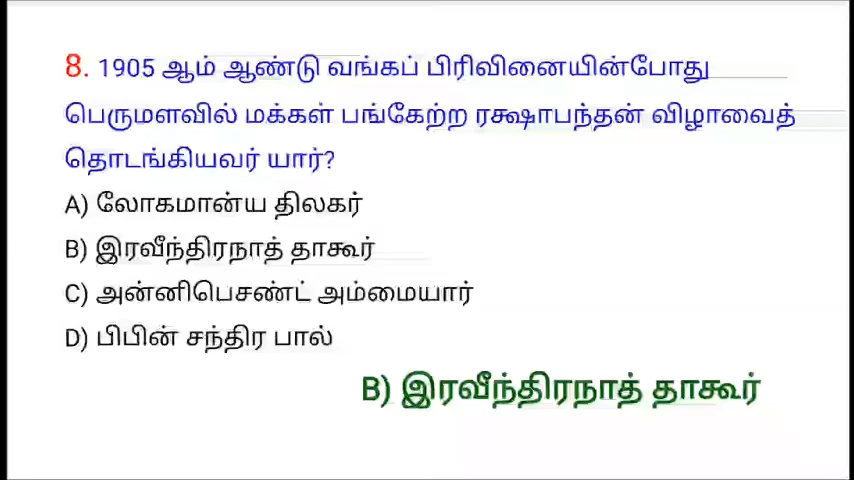 8. 1905 ஆம் ஆண்டு வங்கப் பிரிவினையின்போது
பெருமளவில் மக்கள் பங்கேற்ற ரக்ஷாபந்தன் விழாவைத்
தொடங்கியவர் யார்?
A) லோகமான்ய திலகர்
B) இரவீந்திரநாத் தாகூர்
C) அன்னிபெசண்ட் அம்மையார்
D) பிபின் சந்திர பால்
B) இரவீந்திரநாத் தாகூர்